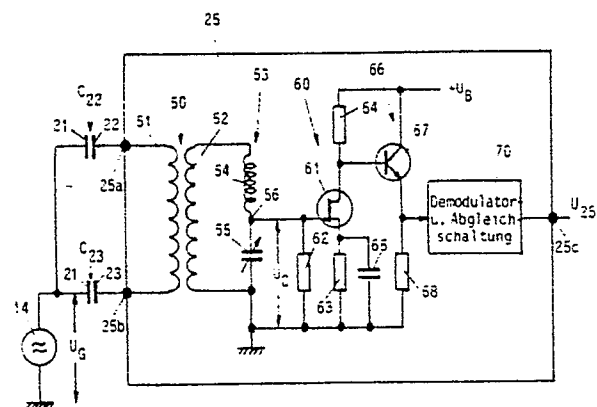 25
C22
21 22
51
50
52
53
54
56
55
25a
C23
21 23
25b
14
UG
UC
60
61
62
63
64
65
66
67
68
+UB
70
Demodulator
u. Abgleich
schaltung
U25
25c